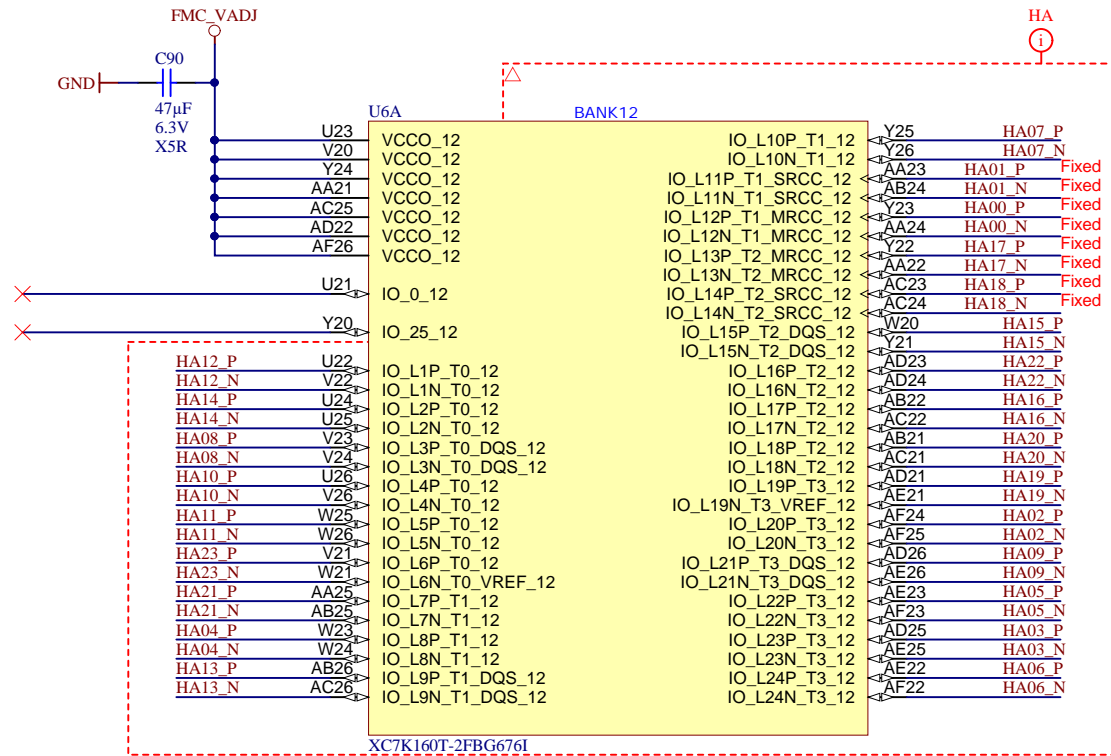 FMC_VADJ
HA
i
C90
GND
47µF
6.3V
X5R
U6A
BANK12
U23 VCCO_12
V20 VCCO_12
Y24 VCCO_12
AA21 VCCO_12
AC25 VCCO_12
AD22 VCCO_12
AF26 VCCO_12
U21 IO_0_12
Y20 IO_25_12
HA12_P U22 IO_L1P_T0_12
HA12_N V22 IO_L1N_T0_12
HA14_P U24 IO_L2P_T0_12
HA14_N U25 IO_L2N_T0_12
HA08_P V23 IO_L3P_T0_DQS_12
HA08_N V24 IO_L3N_T0_DQS_12
HA10_P U26 IO_L4P_T0_12
HA10_N V26 IO_L4N_T0_12
HA11_P W25 IO_L5P_T0_12
HA11_N W26 IO_L5N_T0_12
HA23_P V21 IO_L6P_T0_12
HA23_N W21 IO_L6N_T0_VREF_12
HA21_P AA25 IO_L7P_T1_12
HA21_N AB25 IO_L7N_T1_12
HA04_P W23 IO_L8P_T1_12
HA04_N W24 IO_L8N_T1_12
HA13_P AB26 IO_L9P_T1_DQS_12
HA13_N AC26 IO_L9N_T1_DQS_12
IO_L10P_T1_12 Y25 HA07_P
IO_L10N_T1_12 Y26 HA07_N
IO_L11P_T1_SRCC_12 AA23 HA01_P Fixed
IO_L11N_T1_SRCC_12 AB24 HA01_N Fixed
IO_L12P_T1_MRCC_12 Y23 HA00_P Fixed
IO_L12N_T1_MRCC_12 AA24 HA00_N Fixed
IO_L13P_T2_MRCC_12 Y22 HA17_P Fixed
IO_L13N_T2_MRCC_12 AA22 HA17_N Fixed
IO_L14P_T2_SRCC_12 AC23 HA18_P Fixed
IO_L14N_T2_SRCC_12 AC24 HA18_N Fixed
IO_L15P_T2_DQS_12 W20 HA15_P
IO_L15N_T2_DQS_12 Y21 HA15_N
IO_L16P_T2_12 AD23 HA22_P
IO_L16N_T2_12 AD24 HA22_N
IO_L17P_T2_12 AB22 HA16_P
IO_L17N_T2_12 AC22 HA16_N
IO_L18P_T2_12 AB21 HA20_P
IO_L18N_T2_12 AC21 HA20_N
IO_L19P_T3_12 AD21 HA19_P
IO_L19N_T3_VREF_12 AE21 HA19_N
IO_L20P_T3_12 AF24 HA02_P
IO_L20N_T3_12 AF25 HA02_N
IO_L21P_T3_DQS_12 AD26 HA09_P
IO_L21N_T3_DQS_12 AE26 HA09_N
IO_L22P_T3_12 AE23 HA05_P
IO_L22N_T3_12 AF23 HA05_N
IO_L23P_T3_12 AD25 HA03_P
IO_L23N_T3_12 AE25 HA03_N
IO_L24P_T3_12 AE22 HA06_P
IO_L24N_T3_12 AF22 HA06_N
XC7K160T-2FBG676I